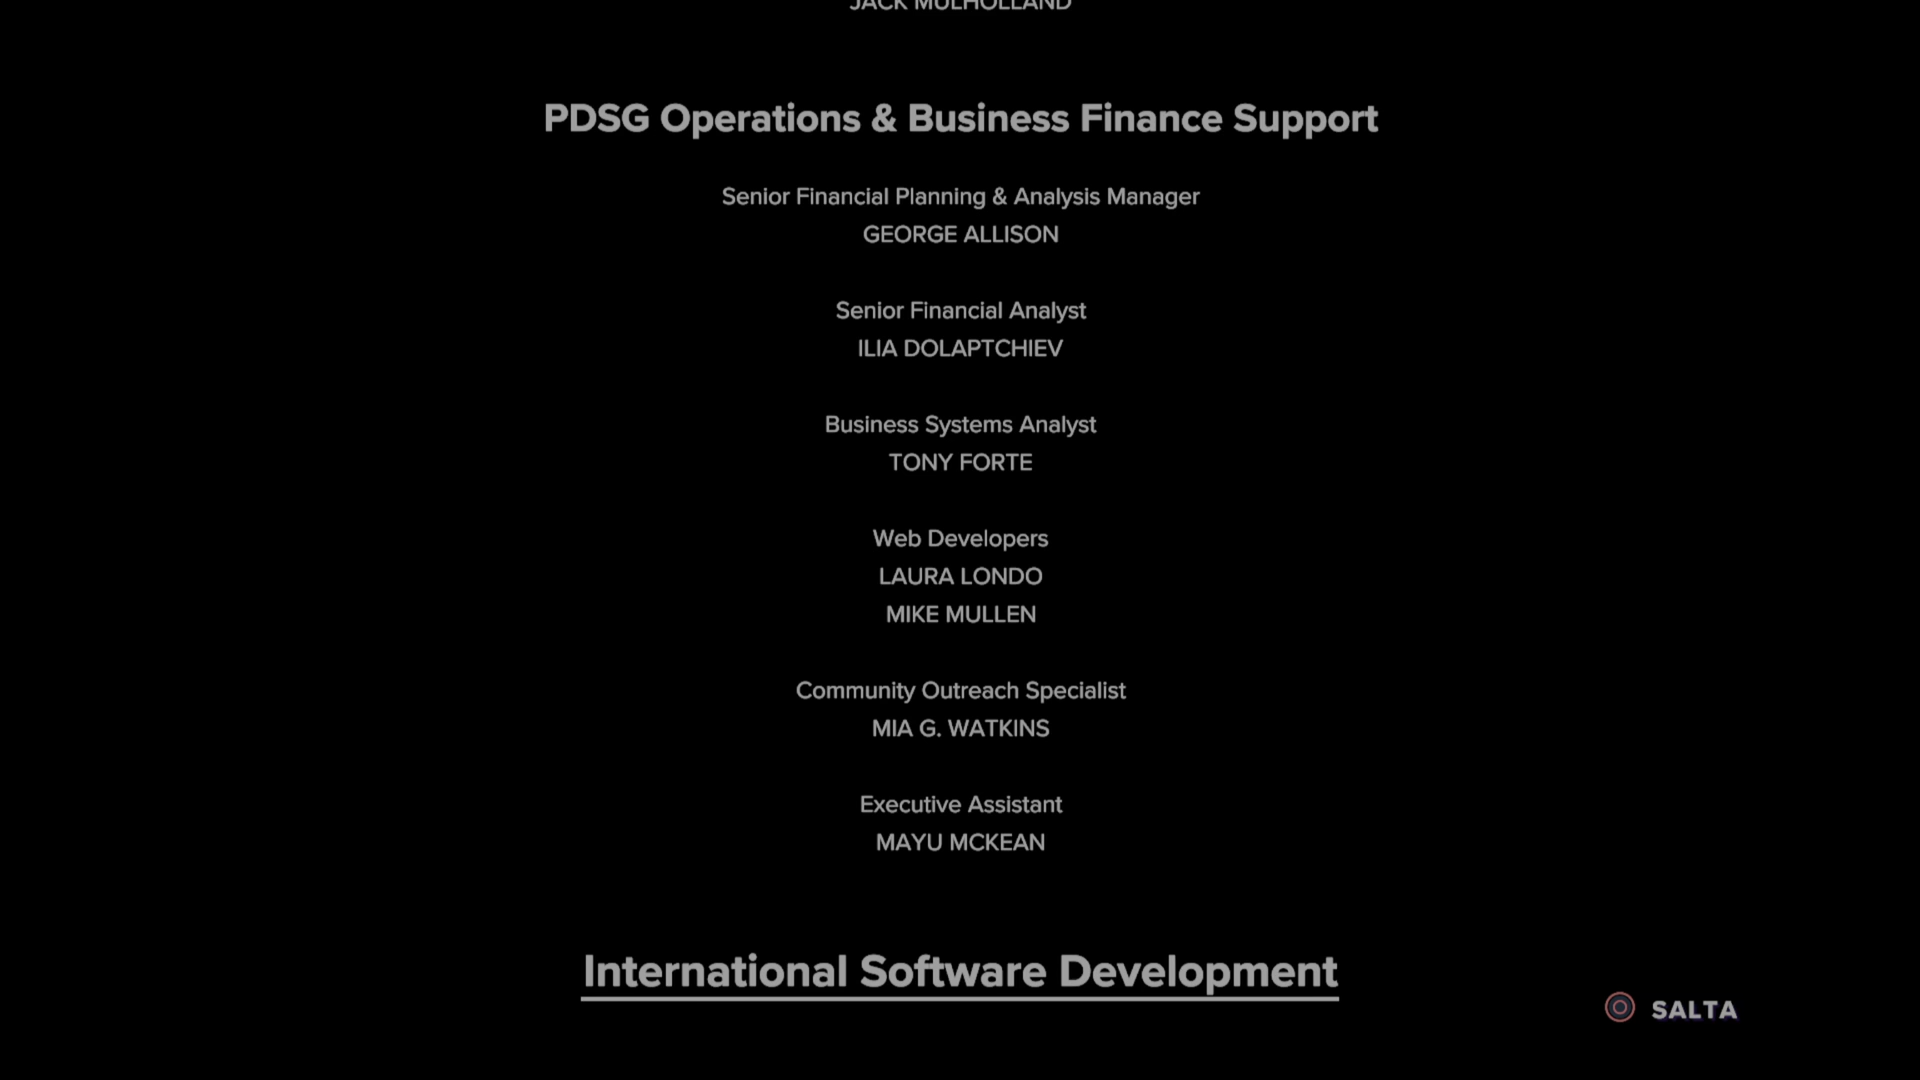 JACK MULHOLLAND
PDSG Operations & Business Finance Support
Senior Financial Planning & Analysis Manager
GEORGE ALLISON
Senior Financial Analyst
ILIA DOLAPTCHIEV
Business Systems Analyst
TONY FORTE
Web Developers
LAURA LONDO
MIKE MULLEN
Community Outreach Specialist
MIA G. WATKINS
Executive Assistant
MAYU MCKEAN
International Software Development
SALTA